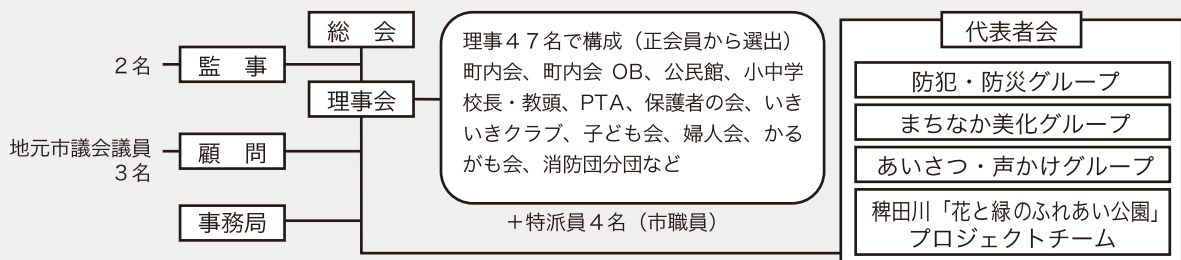 総　会
2名
監　事
理事会
地元市議会議員
3名
顧　問
事務局
理事47名で構成（正会員から選出）
町内会、町内会 OB、公民館、小中学
校長・教頭、PTA、保護者の会、いき
いきクラブ、子ども会、婦人会、かる
がも会、消防団分団など
＋特派員4名（市職員）
代表者会
防犯・防災グループ
まちなか美化グループ
あいさつ・声かけグループ
稗田川「花と緑のふれあい公園」
プロジェクトチーム